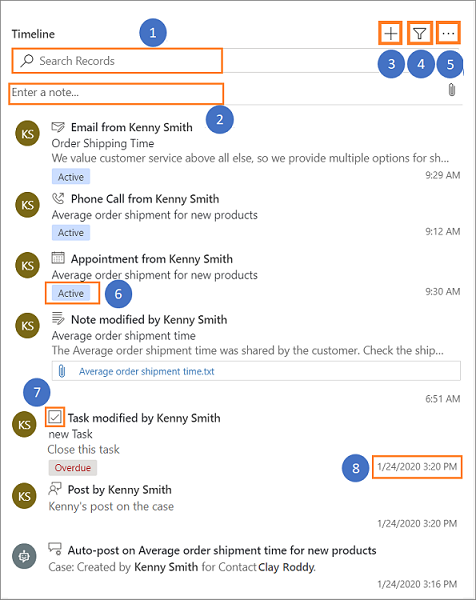 1
Timeline
3 4 5
Search Records
Enter a note...
2
KS Email from Kenny Smith
Order Shipping Time
We value customer service above all else, so we provide multiple options for sh...
Active 9:29 AM
KS Phone Call from Kenny Smith
Average order shipment for new products
Active 9:12 AM
KS Appointment from Kenny Smith
Average order shipment for new products
Active 6 9:30 AM
KS Note modified by Kenny Smith
Average order shipment time
The Average order shipment time was shared by the customer. Check the ship...
Average order shipment time.txt
7 6:51 AM
KS Task modified by Kenny Smith
new Task
Close this task
Overdue 8 1/24/2020 3:20 PM
KS Post by Kenny Smith
Kenny's post on the case
1/24/2020 3:20 PM
Auto-post on Average order shipment time for new products
Case: Created by Kenny Smith for Contact Clay Roddy.
1/24/2020 3:16 PM